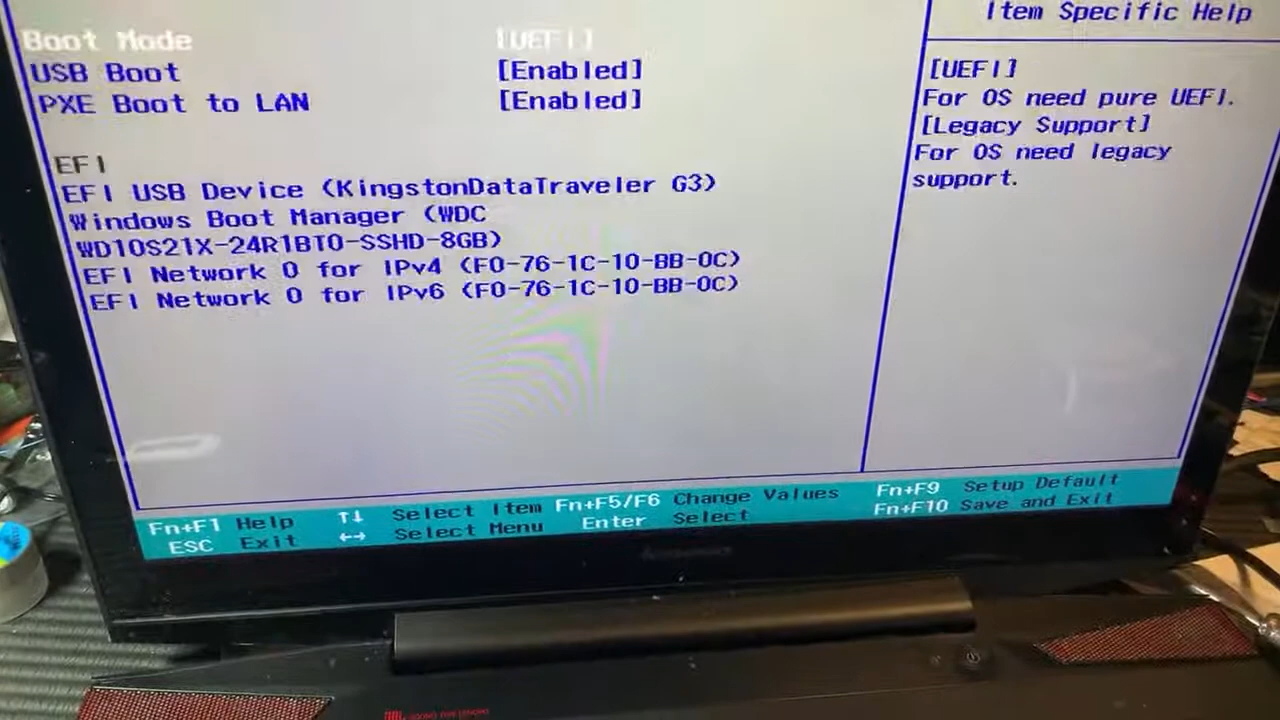 Item Specific Help
Boot Mode [UEFI]
USB Boot [Enabled]
PXE Boot to LAN [Enabled]
EFI
EFI USB Device (KingstonDataTraveler G3)
Windows Boot Manager (WDC
WD10S21X-24R1BT0-SSHD-8GB)
EFI Network 0 for IPv4 (F0-76-1C-10-BB-0C)
EFI Network 0 for IPv6 (F0-76-1C-10-BB-0C)
[UEFI]
For OS need pure UEFI.
[Legacy Support]
For OS need legacy
support.
Fn+F1 Help ↑↓ Select Item Fn+F5/F6 Change Values Fn+F9 Setup Default
ESC Exit ←→ Select Menu Enter Select Fn+F10 Save and Exit
Lenovo
JBL